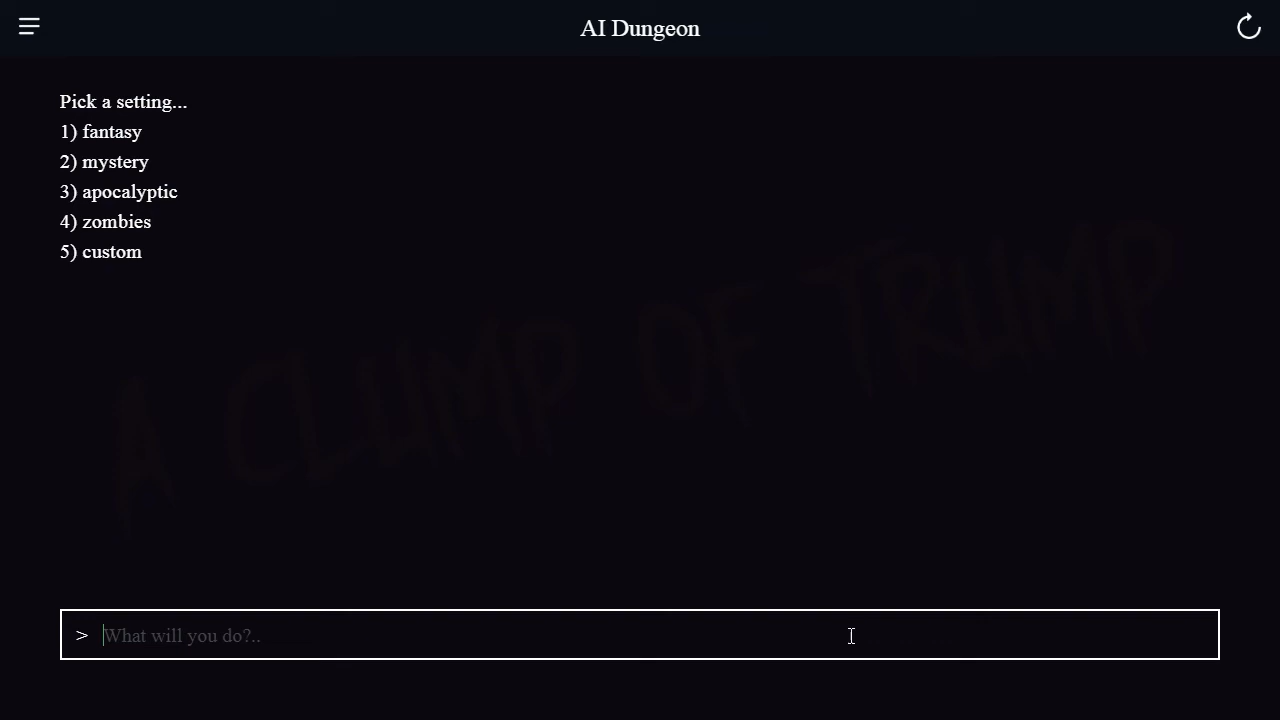 AI Dungeon
Pick a setting...
1) fantasy
2) mystery
3) apocalyptic
4) zombies
5) custom
A CLUMP OF TRUMP
> What will you do?..